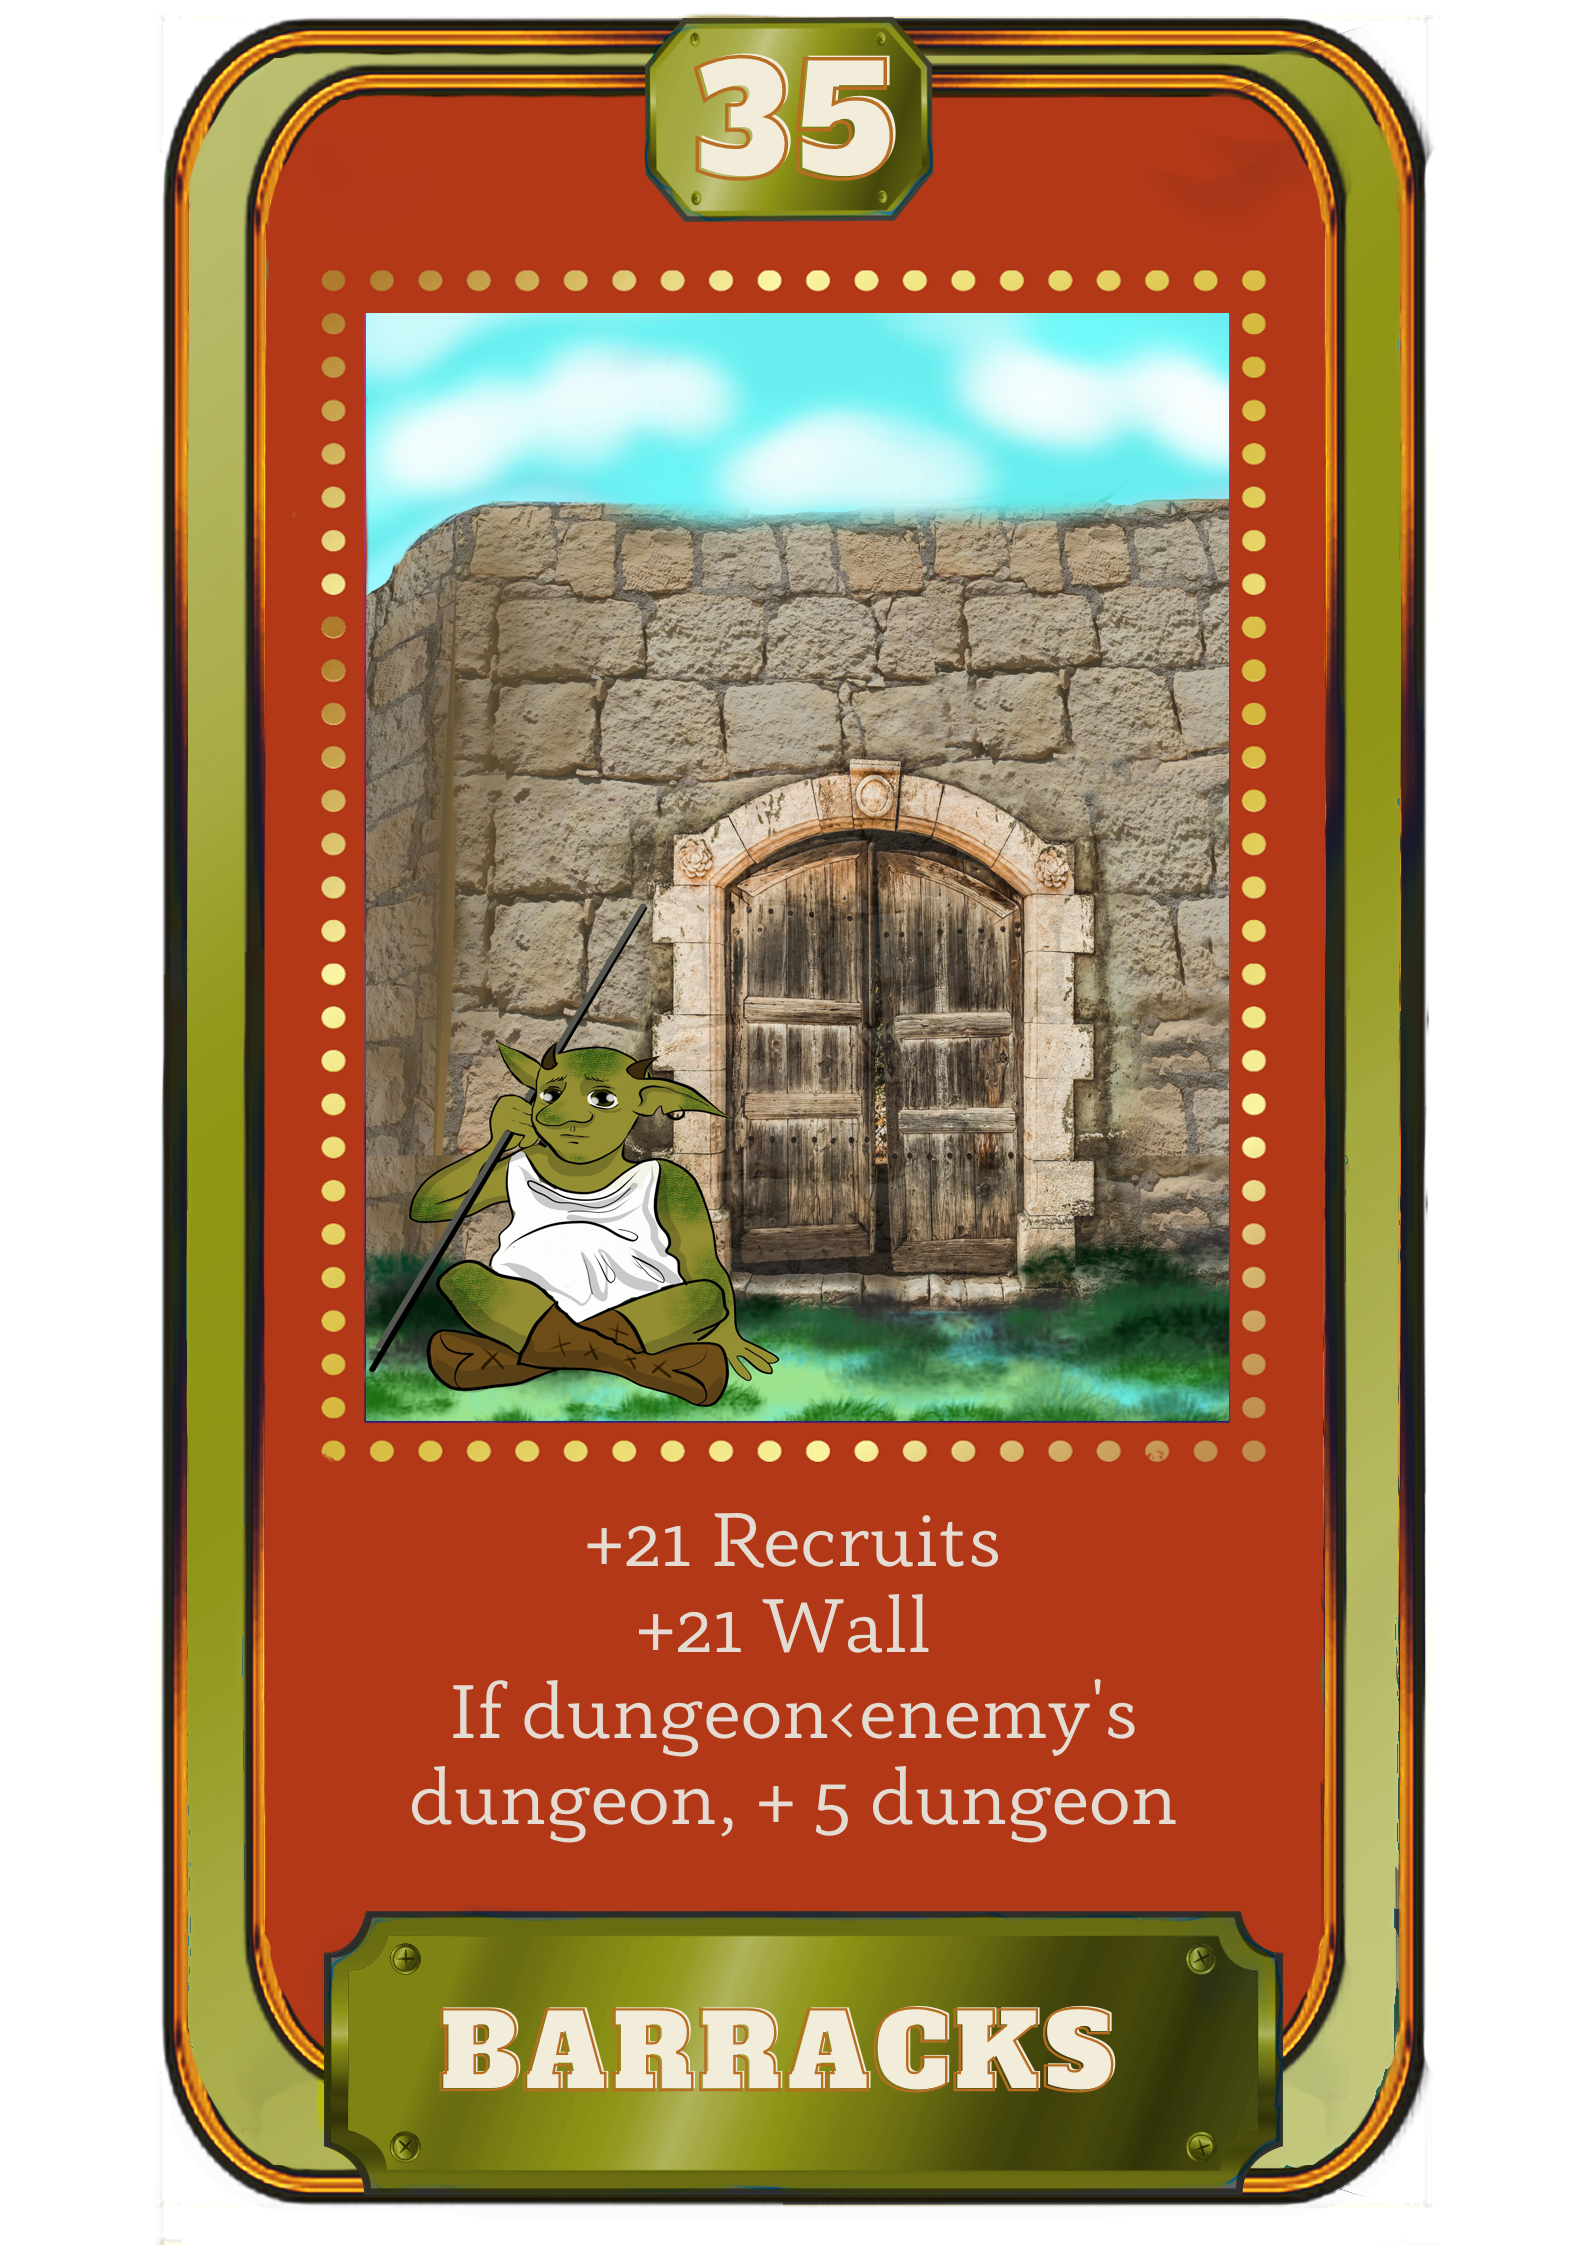 35
+21 Recruits
+21 Wall
If dungeon<enemy's
dungeon, + 5 dungeon
BARRACKS